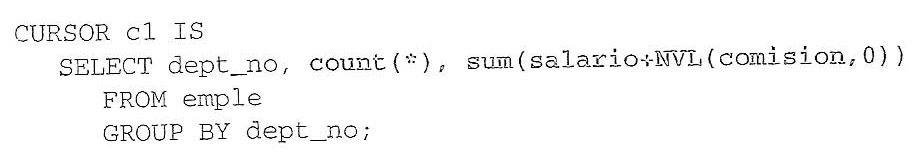 CURSOR c1 IS
SELECT dept_no, count(*), sum(salario+NVL(comision,0))
FROM emple
GROUP BY dept_no;